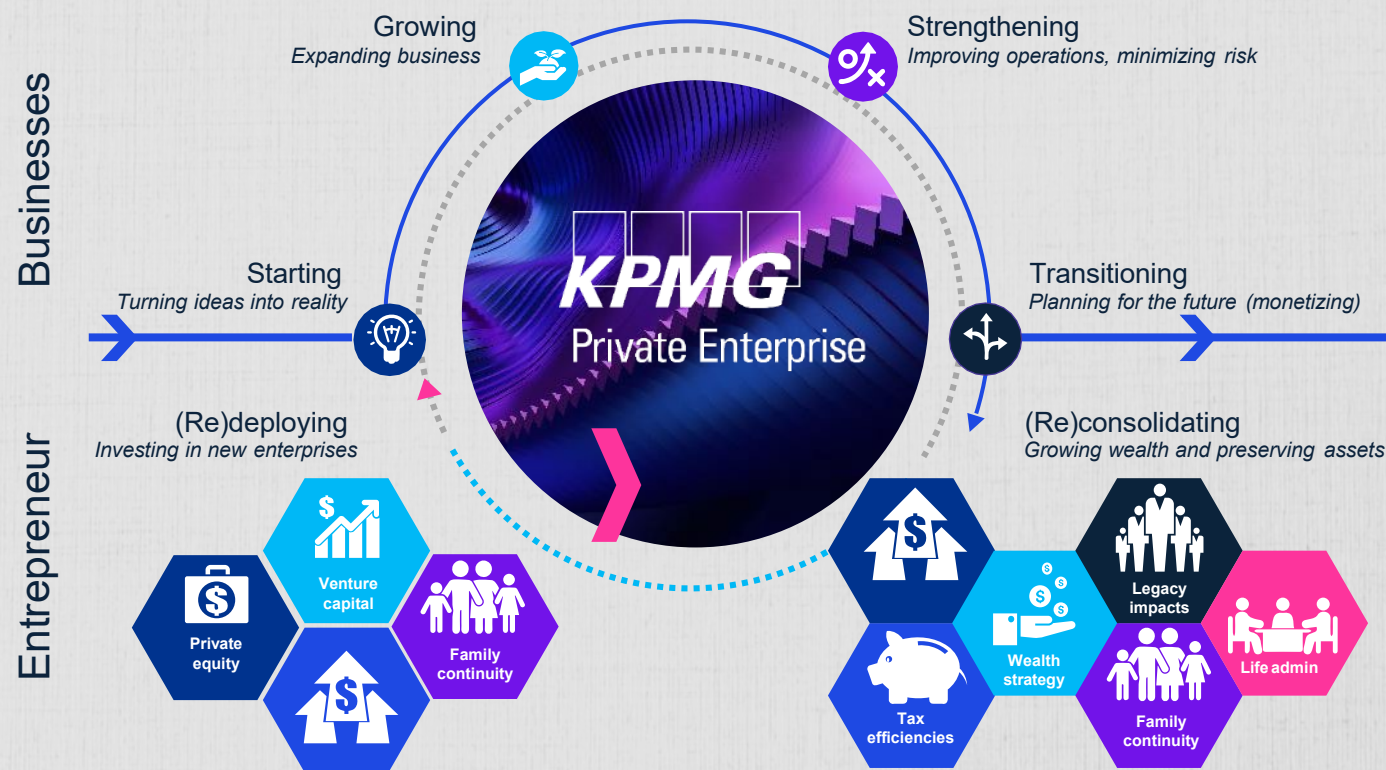 Businesses
Growing
Expanding business
Strengthening
Improving operations, minimizing risk
Starting
Turning ideas into reality
KPMG
Private Enterprise
Transitioning
Planning for the future (monetizing)
Entrepreneur
(Re)deploying
Investing in new enterprises
(Re)consolidating
Growing wealth and preserving assets
$
Venture
capital
$
Private
equity
Family
continuity
$
$
Legacy
impacts
$
$
$
Wealth
strategy
Life admin
Tax
efficiencies
Family
continuity